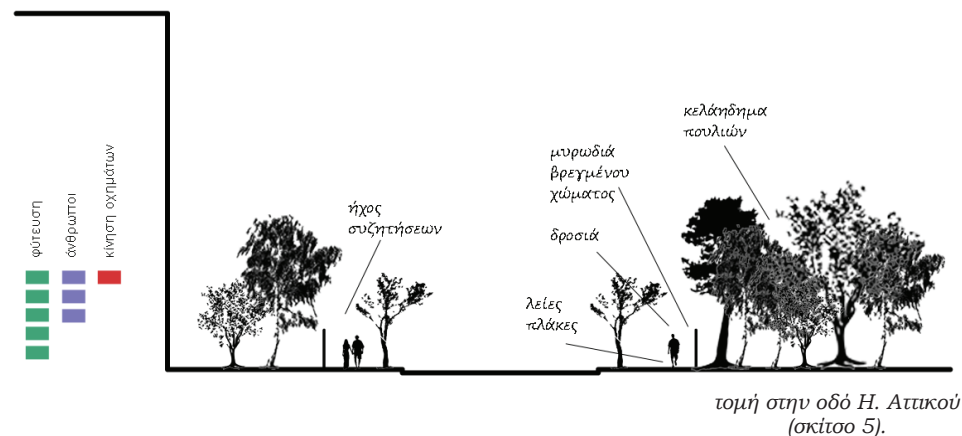 φύτευση
άνθρωποι
κίνηση οχημάτων
ήχος
συζητήσεων
λείες
πλάκες
δροσιά
μυρωδιά
βρεγμένου
χώματος
κελάηδημα
πουλιών
τομή στην οδό Η. Αττικού
(σκίτσο 5).